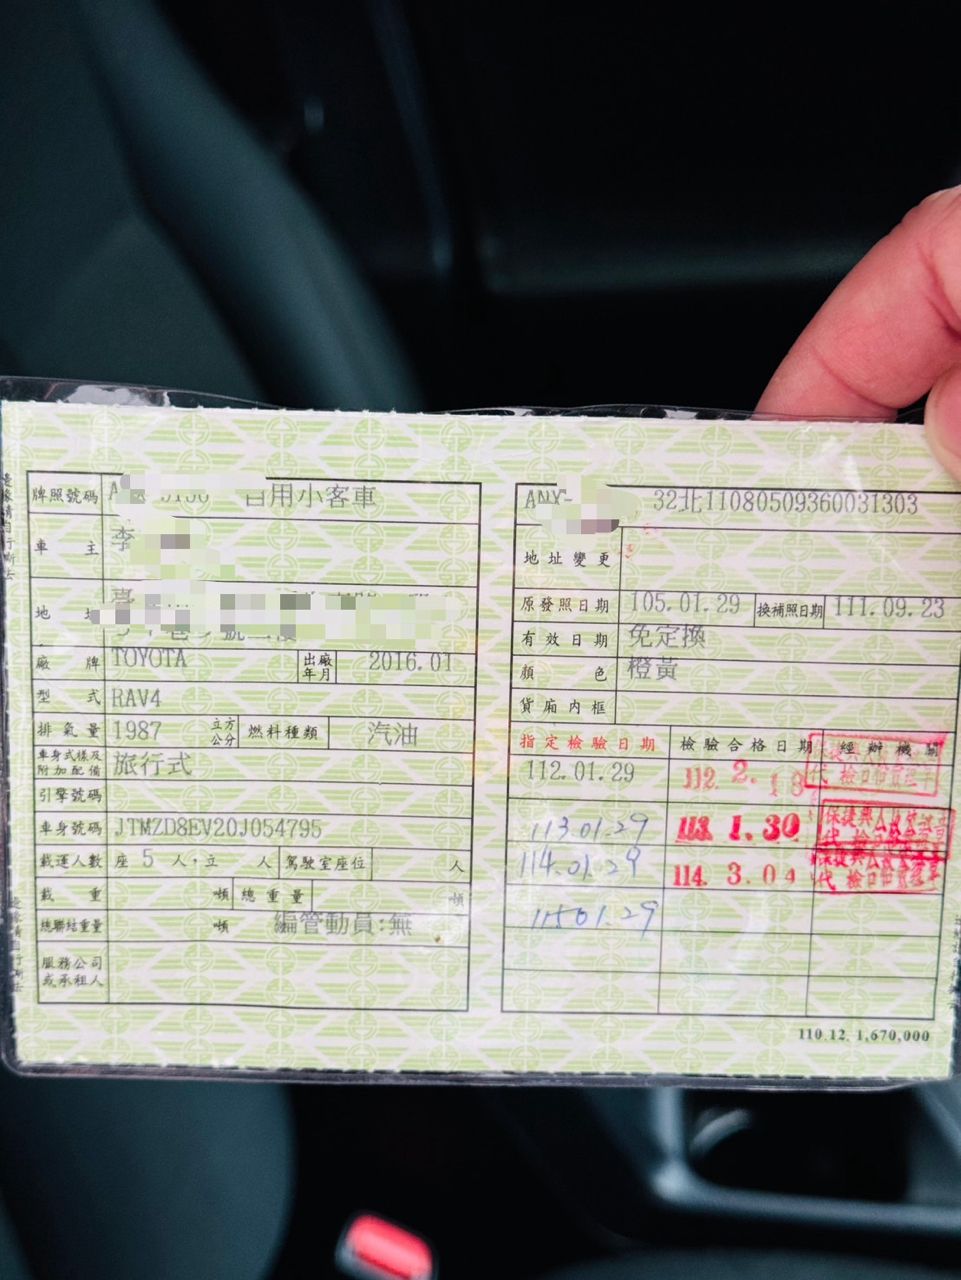 牌照號碼 自用小客車
車主 李
地址
廠牌 TOYOTA 出廠年月 2016.01
型式 RAV4
排氣量 1987 立方公分 燃料種類 汽油
車身式樣及附加配備 旅行式
引擎號碼
車身號碼 JTMZD8EV20J054795
載運人數 座 5 人,立 人 駕駛室座位 人
載重 噸 總重量 噸
總聯結重量 噸 編管動員:無
服務公司或承租人
ANY- 32北11080509360031303
地址變更
原發照日期 105.01.29 換補照日期 111.09.23
有效日期 免定換
顏色 橙黃
貨廂內框
指定檢驗日期 檢驗合格日期 經辦機關
112.01.29 112. 2. 18
113.01.29 113. 1. 30
114.01.29 114. 3. 04
115.01.29
110.12. 1,670,000